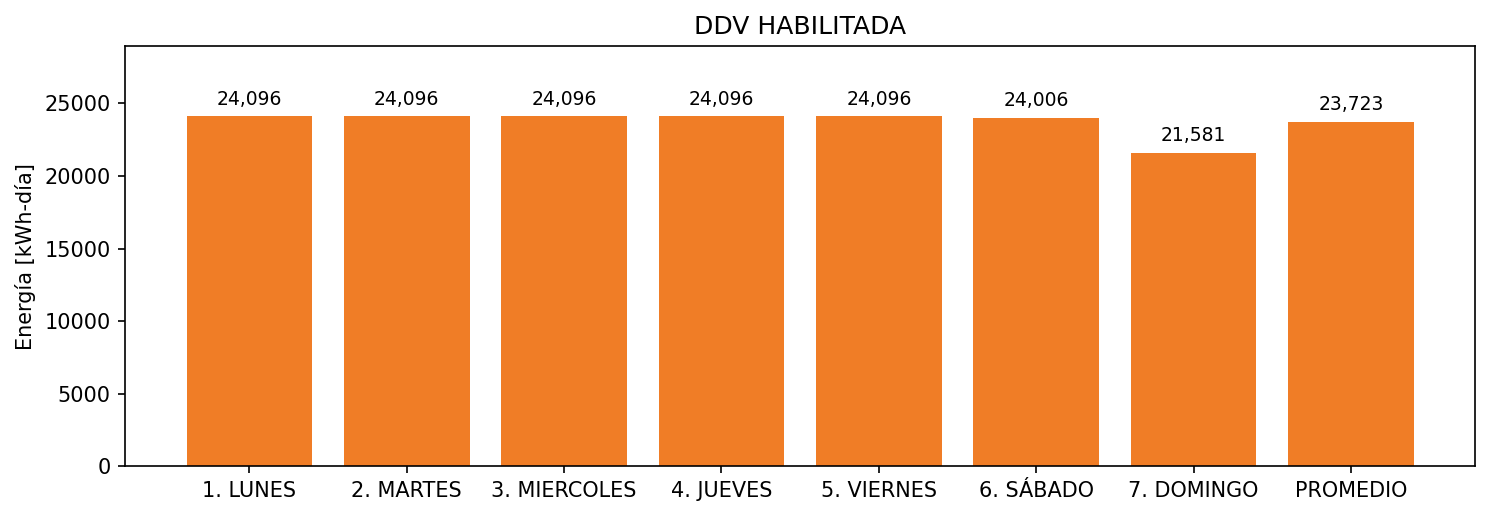 DDV HABILITADA
Energía [kWh-día]
25000
20000
15000
10000
5000
0
24,096
24,096
24,096
24,096
24,096
24,006
21,581
23,723
1. LUNES
2. MARTES
3. MIERCOLES
4. JUEVES
5. VIERNES
6. SÁBADO
7. DOMINGO
PROMEDIO